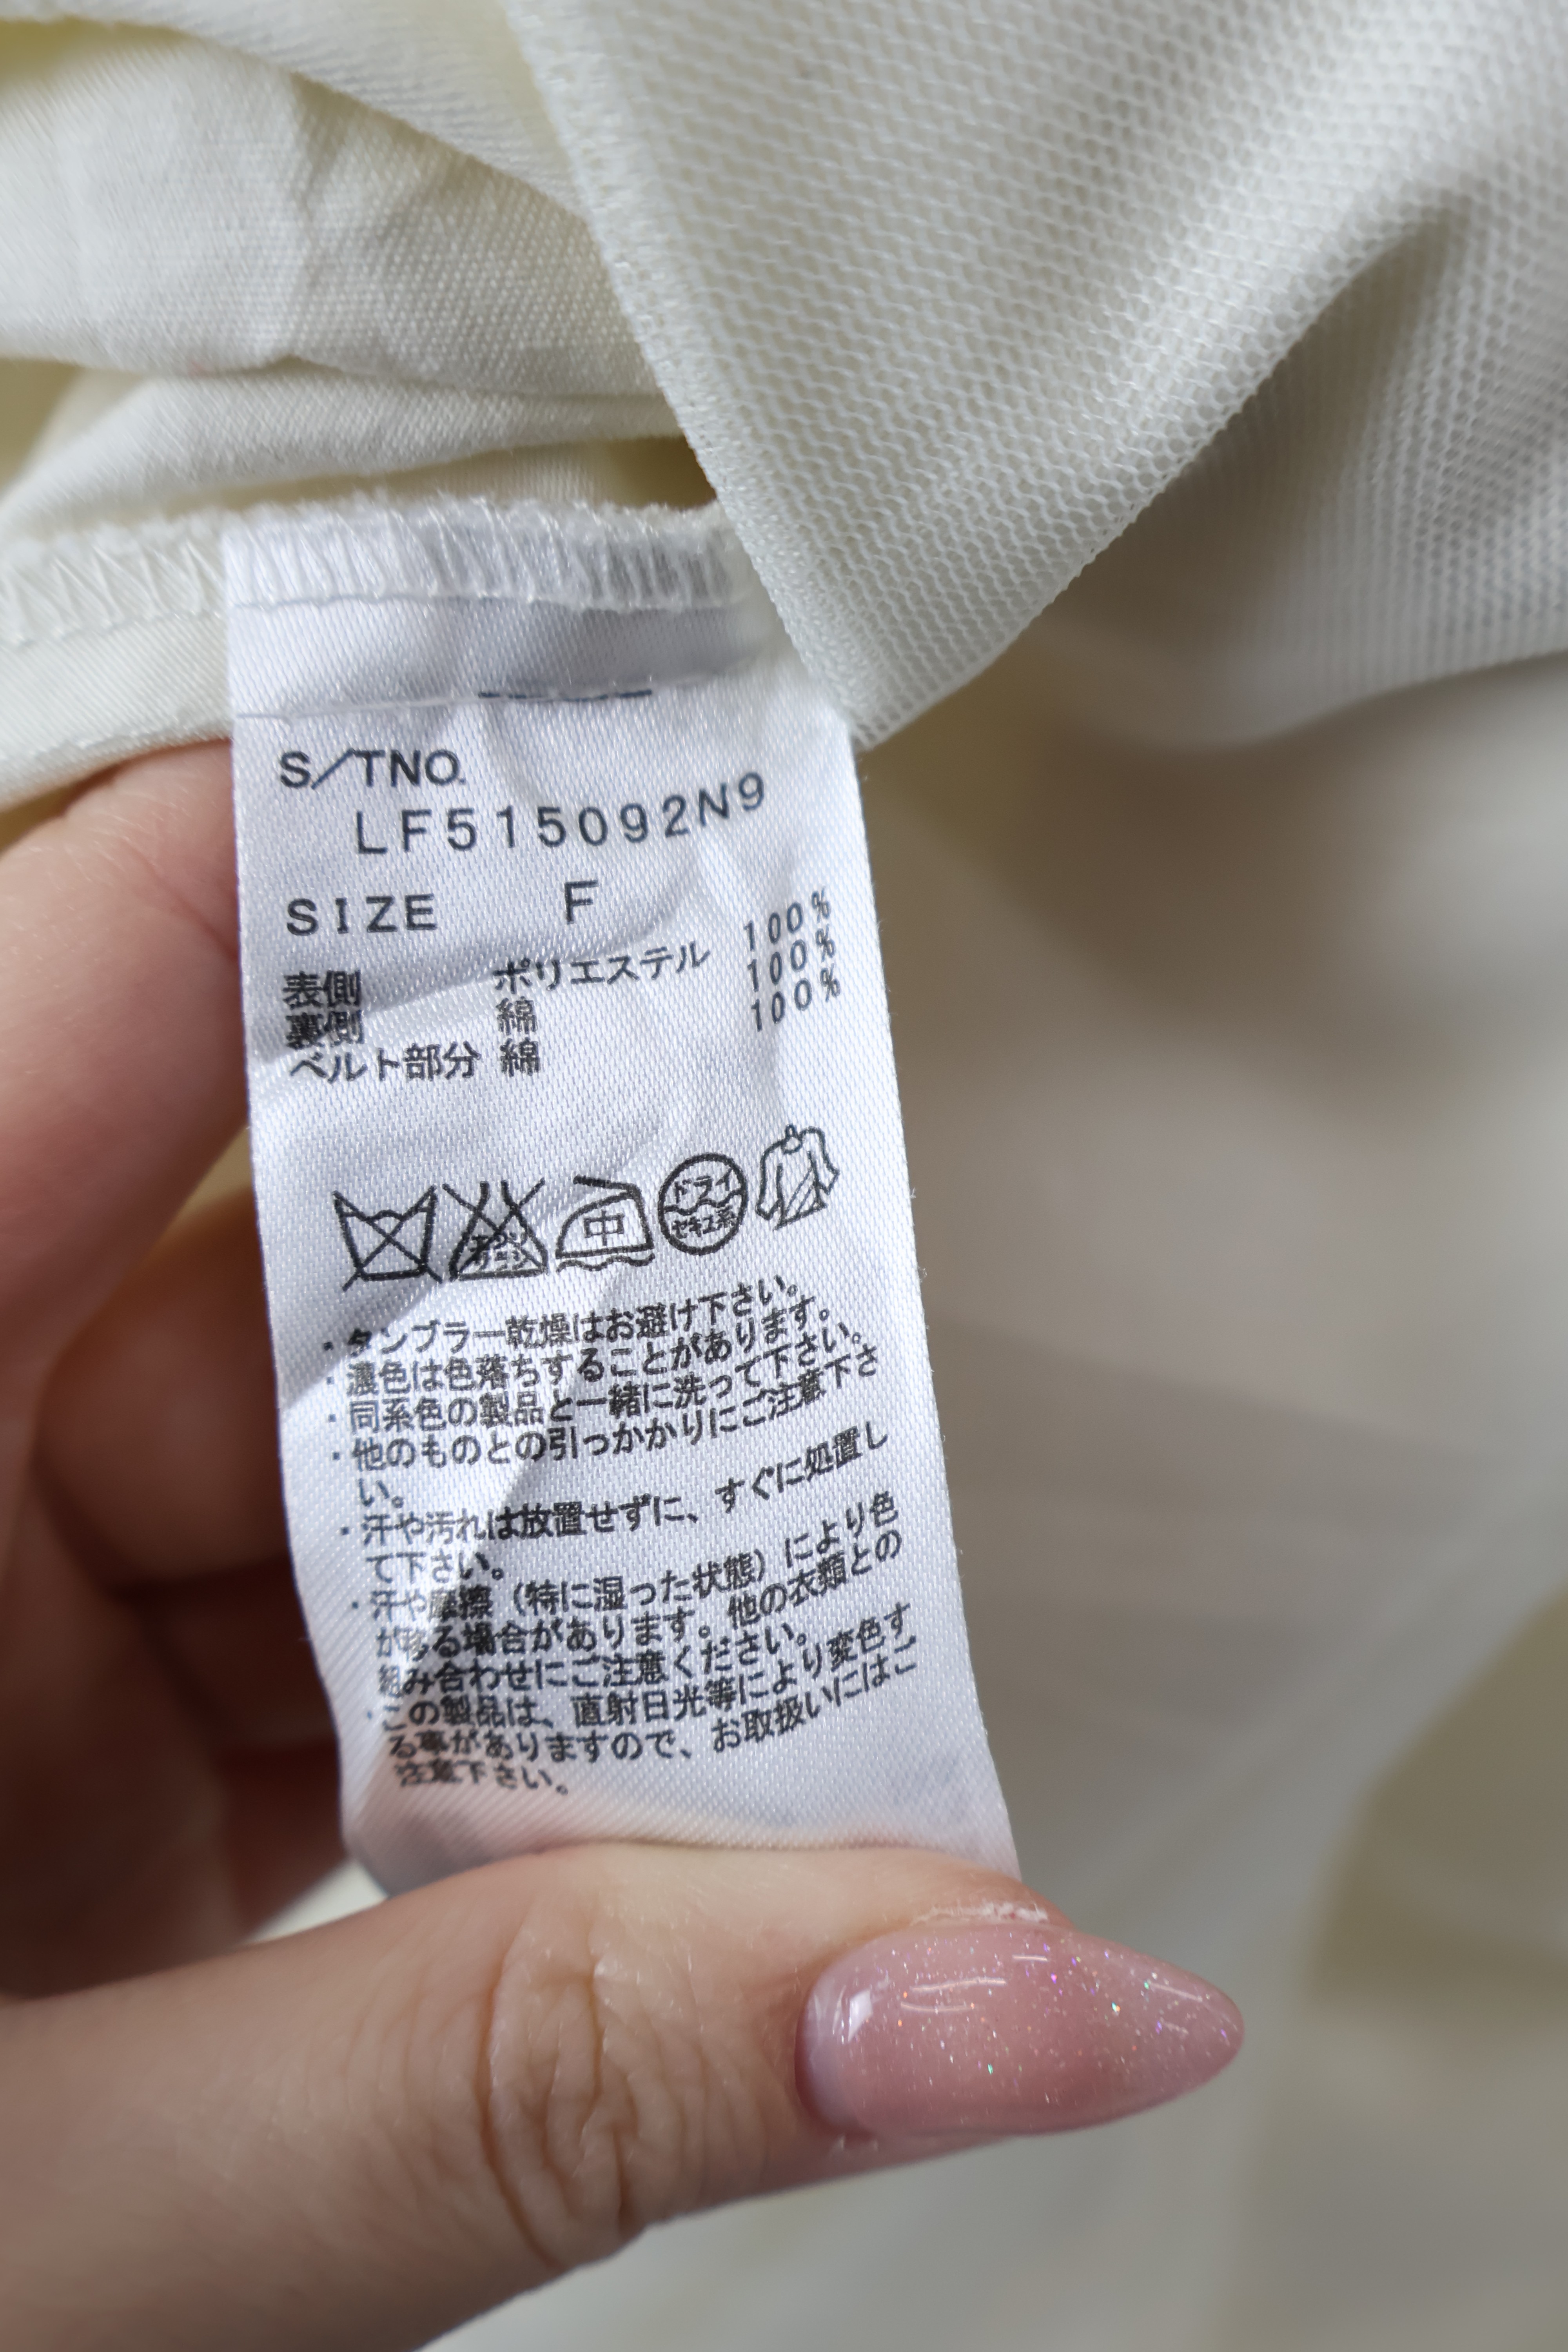 S/TNO.
LF515092N9
SIZE F
表側 ポリエステル 100%
裏側 綿 100%
ベルト部分 綿 100%
エンソ サラシ 中 ドライ セキユ系
・タンブラー乾燥はお避け下さい。
・濃色は色落ちすることがあります。
・同系色の製品と一緒に洗って下さい。
・他のものとの引っかかりにご注意下さ
い。
・汗や汚れは放置せずに、すぐに処置し
て下さい。
・汗や摩擦（特に湿った状態）により色
が移る場合があります。他の衣類との
組み合わせにご注意ください。
・この製品は、直射日光等により変色す
る事がありますので、お取扱いにはご
注意下さい。